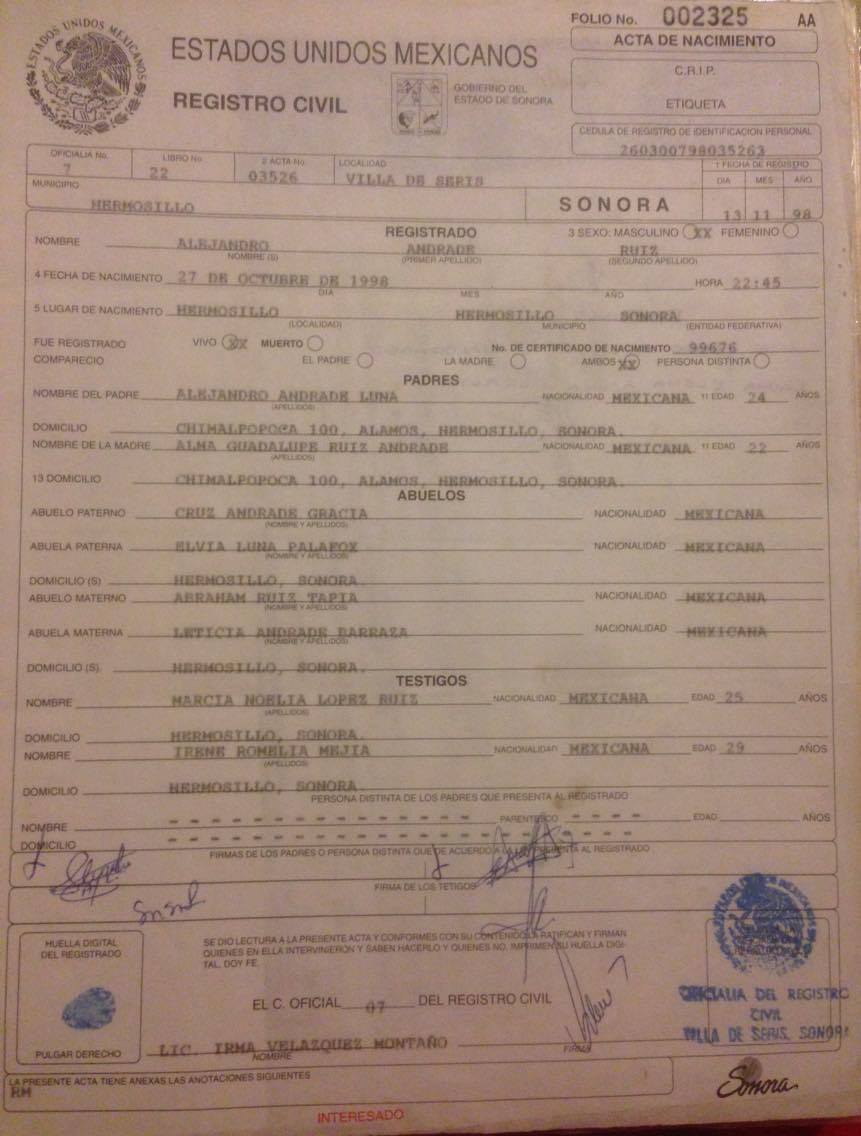 FOLIO No. 002325 AA
ESTADOS UNIDOS MEXICANOS
ACTA DE NACIMIENTO
ESTADOS UNIDOS MEXICANOS
C.R.I.P.
REGISTRO CIVIL
GOBIERNO DEL
ESTADO DE SONORA
ETIQUETA
CEDULA DE REGISTRO DE IDENTIFICACION PERSONAL
260300798035263
OFICIALIA No. LIBRO No. 2 ACTA No. LOCALIDAD 1 FECHA DE REGISTRO
7 22 03526 VILLA DE SERIS DIA MES AÑO
MUNICIPIO
HERMOSILLO SONORA 13 11 98
REGISTRADO 3 SEXO: MASCULINO XX FEMENINO
NOMBRE ALEJANDRO ANDRADE RUIZ
NOMBRE (S) (PRIMER APELLIDO) (SEGUNDO APELLIDO)
4 FECHA DE NACIMIENTO 27 DE OCTUBRE DE 1998 HORA 22:45
DIA MES AÑO
5 LUGAR DE NACIMIENTO HERMOSILLO HERMOSILLO SONORA
(LOCALIDAD) MUNICIPIO (ENTIDAD FEDERATIVA)
FUE REGISTRADO VIVO XX MUERTO No. DE CERTIFICADO DE NACIMIENTO 99676
COMPARECIO EL PADRE LA MADRE AMBOS XX PERSONA DISTINTA
PADRES
NOMBRE DEL PADRE ALEJANDRO ANDRADE LUNA NACIONALIDAD MEXICANA 11 EDAD 24 AÑOS
(APELLIDOS)
DOMICILIO CHIMALPOPOCA 100, ALAMOS, HERMOSILLO, SONORA.
NOMBRE DE LA MADRE ALMA GUADALUPE RUIZ ANDRADE NACIONALIDAD MEXICANA 11 EDAD 22 AÑOS
(APELLIDOS)
13 DOMICILIO CHIMALPOPOCA 100, ALAMOS, HERMOSILLO, SONORA.
ABUELOS
ABUELO PATERNO CRUZ ANDRADE GRACIA NACIONALIDAD MEXICANA
(NOMBRE Y APELLIDOS)
ABUELA PATERNA ELVIA LUNA PALAFOX NACIONALIDAD MEXICANA
(NOMBRE Y APELLIDOS)
DOMICILIO (S) HERMOSILLO, SONORA.
ABUELO MATERNO ABRAHAM RUIZ TAPIA NACIONALIDAD MEXICANA
(NOMBRE Y APELLIDOS)
ABUELA MATERNA LETICIA ANDRADE BARRAZA NACIONALIDAD MEXICANA
(NOMBRE Y APELLIDOS)
DOMICILIO (S). HERMOSILLO, SONORA.
TESTIGOS
NOMBRE MARCIA NOELIA LOPEZ RUIZ NACIONALIDAD MEXICANA EDAD 25 AÑOS
(APELLIDOS)
DOMICILIO HERMOSILLO, SONORA.
NOMBRE IRENE ROMELIA MEJIA NACIONALIDAD MEXICANA EDAD 29 AÑOS
(APELLIDOS)
DOMICILIO HERMOSILLO, SONORA.
PERSONA DISTINTA DE LOS PADRES QUE PRESENTA AL REGISTRADO
NOMBRE PARENTESCO EDAD AÑOS
DOMICILIO
FIRMAS DE LOS PADRES O PERSONA DISTINTA QUE DE ACUERDO A LA LEY PRESENTA AL REGISTRADO
FIRMA DE LOS TETIGOS
HUELLA DIGITAL
DEL REGISTRADO
SE DIO LECTURA A LA PRESENTE ACTA Y CONFORMES CON SU CONTENIDO LA RATIFICAN Y FIRMAN
QUIENES EN ELLA INTERVINIERON Y SABEN HACERLO Y QUIENES NO, IMPRIMEN SU HUELLA DIGI-
TAL. DOY FE.
EL C. OFICIAL 07 DEL REGISTRO CIVIL
LIC. IRMA VELAZQUEZ MONTAÑO
NOMBRE FIRMA
PULGAR DERECHO
ESTADOS UNIDOS MEXICANOS
OFICIALIA DEL REGISTRO
CIVIL
VILLA DE SERIS, SONORA
LA PRESENTE ACTA TIENE ANEXAS LAS ANOTACIONES SIGUIENTES
RM
Sonora
INTERESADO